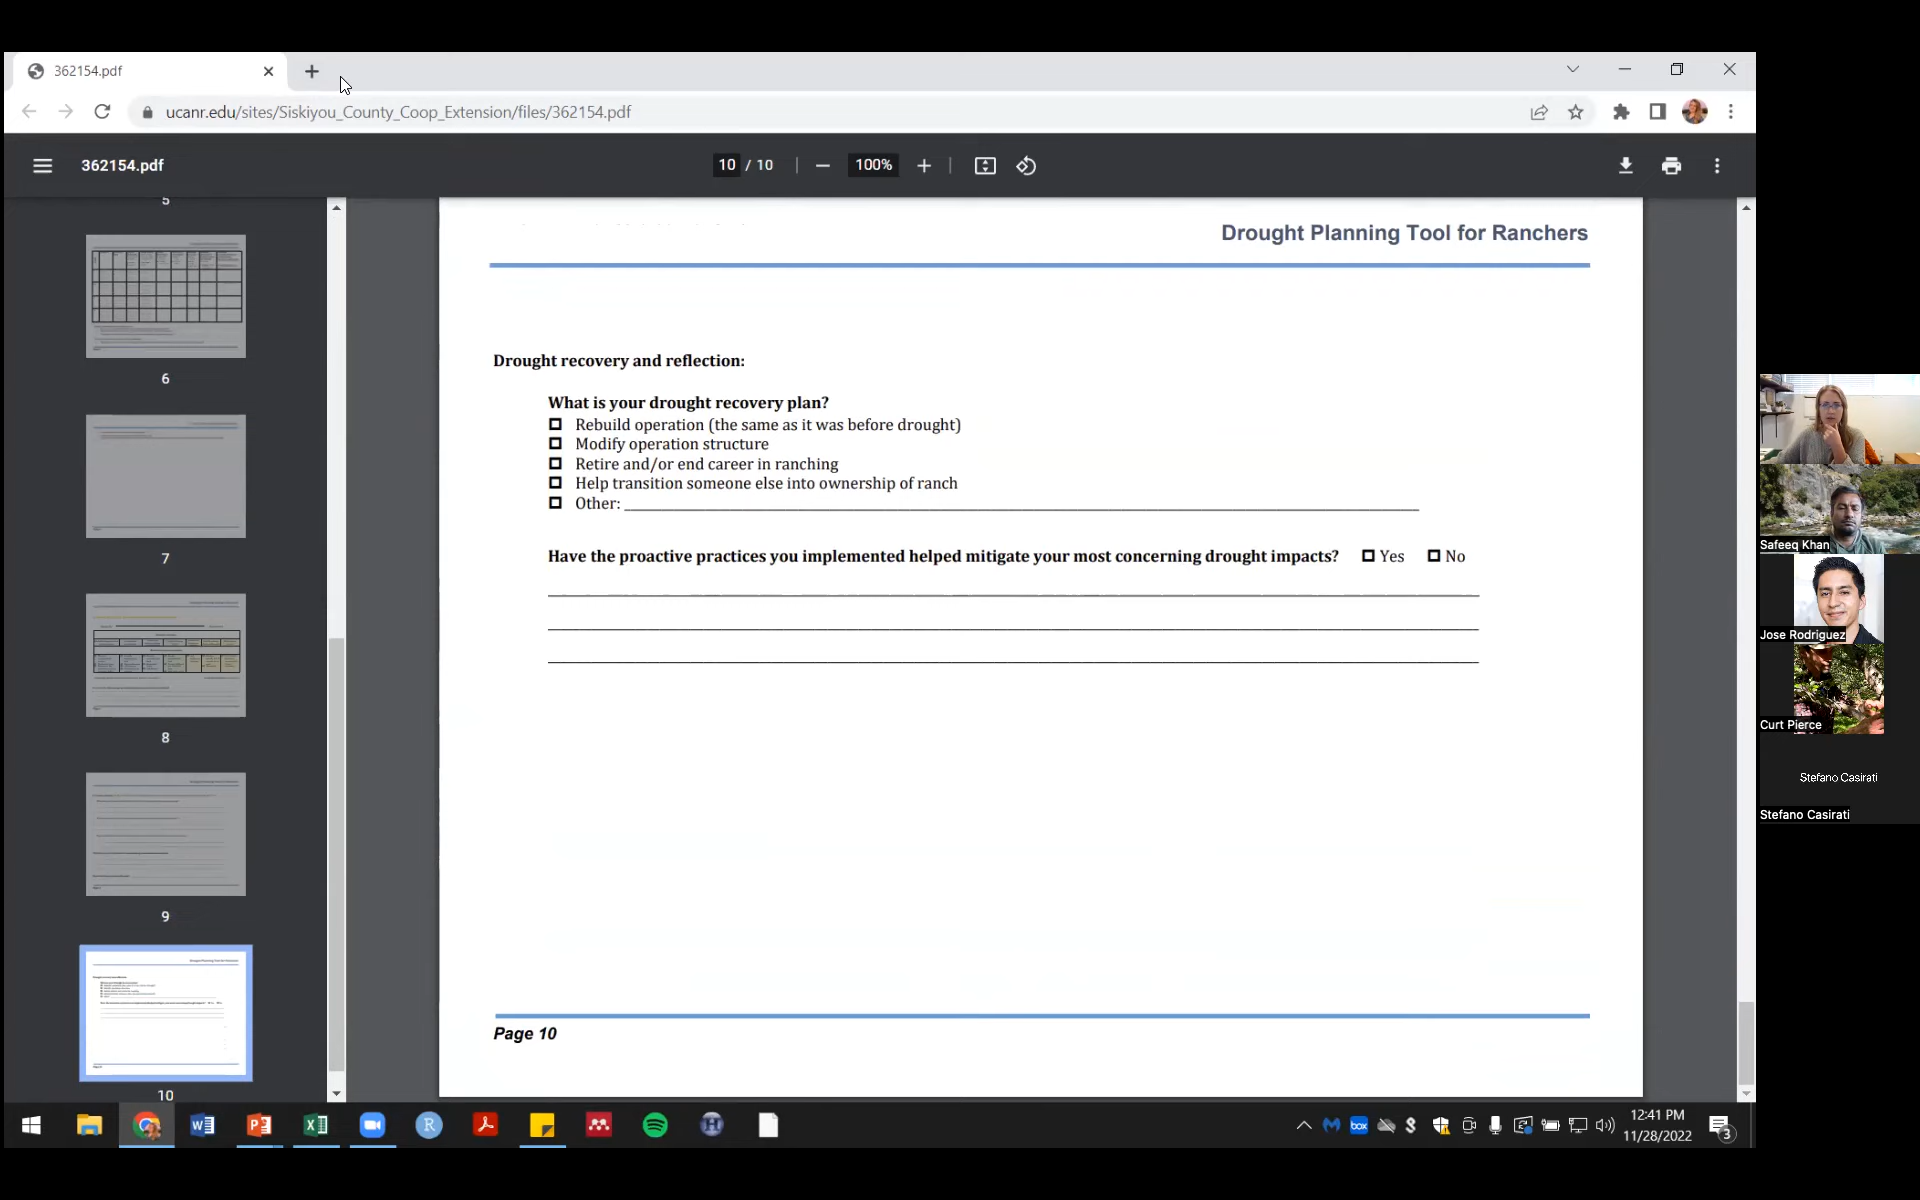 362154.pdf
ucanr.edu/sites/Siskiyou_County_Coop_Extension/files/362154.pdf
362154.pdf
10 / 10
100%
5
6
7
8
9
10
Drought Planning Tool for Ranchers
Drought recovery and reflection:
What is your drought recovery plan?
Rebuild operation (the same as it was before drought)
Modify operation structure
Retire and/or end career in ranching
Help transition someone else into ownership of ranch
Other:
Have the proactive practices you implemented helped mitigate your most concerning drought impacts? Yes No
Page 10
Safeeq Khan
Jose Rodriguez
Curt Pierce
Stefano Casirati
Stefano Casirati
box
12:41 PM
11/28/2022
3